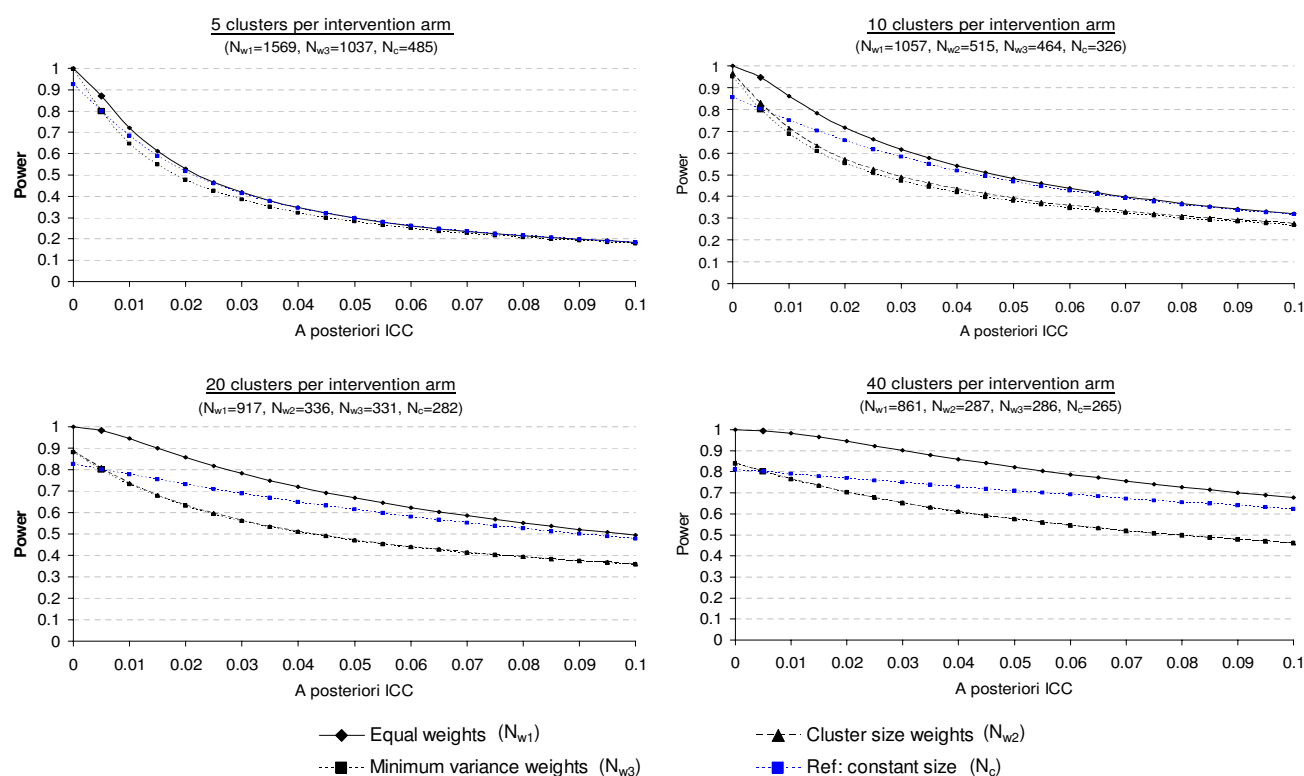 5 clusters per intervention arm
(Nw1=1569, Nw3=1037, Nc=485)
1
0.9
0.8
0.7
0.6
0.5
0.4
0.3
0.2
0.1
0
Power
0 0.01 0.02 0.03 0.04 0.05 0.06 0.07 0.08 0.09 0.1
A posteriori ICC
10 clusters per intervention arm
(Nw1=1057, Nw2=515, Nw3=464, Nc=326)
1
0.9
0.8
0.7
0.6
0.5
0.4
0.3
0.2
0.1
0
Power
0 0.01 0.02 0.03 0.04 0.05 0.06 0.07 0.08 0.09 0.1
A posteriori ICC
20 clusters per intervention arm
(Nw1=917, Nw2=336, Nw3=331, Nc=282)
1
0.9
0.8
0.7
0.6
0.5
0.4
0.3
0.2
0.1
0
Power
0 0.01 0.02 0.03 0.04 0.05 0.06 0.07 0.08 0.09 0.1
A posteriori ICC
40 clusters per intervention arm
(Nw1=861, Nw2=287, Nw3=286, Nc=265)
1
0.9
0.8
0.7
0.6
0.5
0.4
0.3
0.2
0.1
0
Power
0 0.01 0.02 0.03 0.04 0.05 0.06 0.07 0.08 0.09 0.1
A posteriori ICC
Equal weights (Nw1)
Cluster size weights (Nw2)
Minimum variance weights (Nw3)
Ref: constant size (Nc)